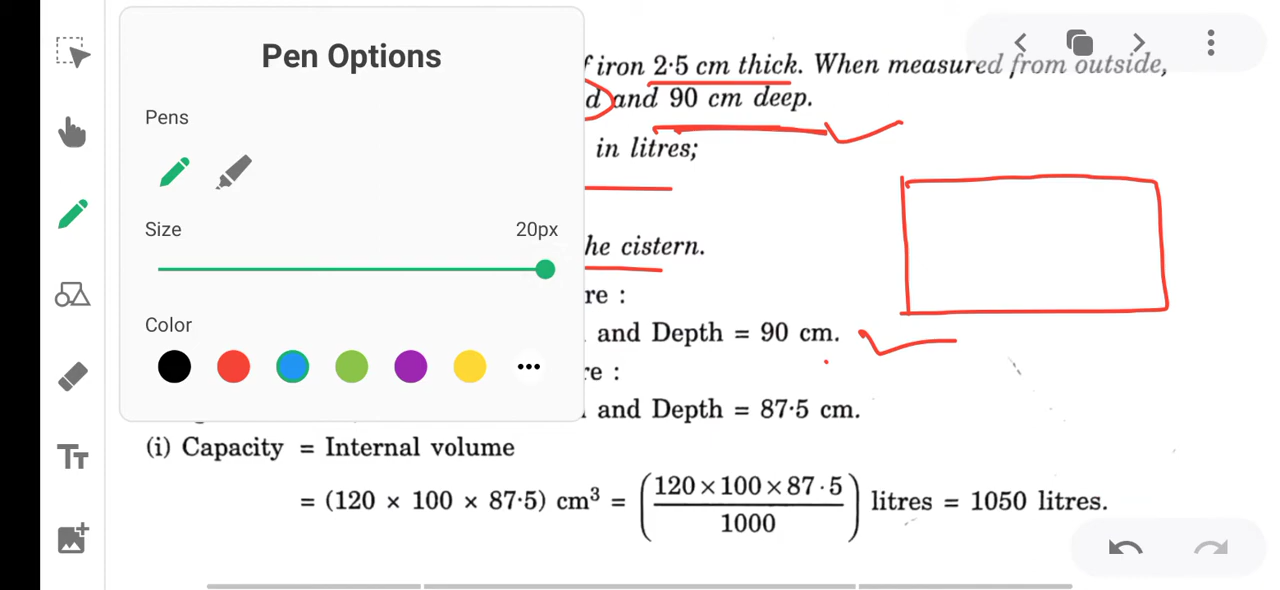 Pen Options
Pens
Size 20px
Color
f iron 2·5 cm thick. When measured from outside,
d and 90 cm deep.
in litres;
he cistern.
re :
and Depth = 90 cm.
re :
and Depth = 87·5 cm.
(i) Capacity = Internal volume
= (120 × 100 × 87·5) cm³ = (120×100×87·5 / 1000) litres = 1050 litres.